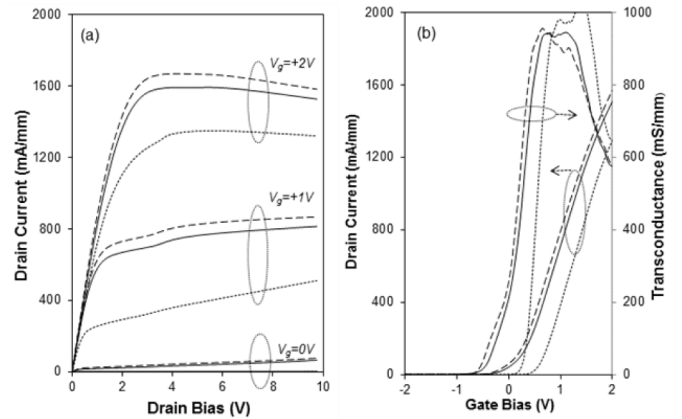 (a)
Drain Current (mA/mm)
2000
1600
1200
800
400
0
Vg=+2V
Vg=+1V
Vg=0V
0 2 4 6 8 10
Drain Bias (V)
(b)
Drain Current (mA/mm)
2000
1600
1200
800
400
0
-2 -1 0 1 2
Gate Bias (V)
1000
800
600
400
200
0
Transconductance (mS/mm)